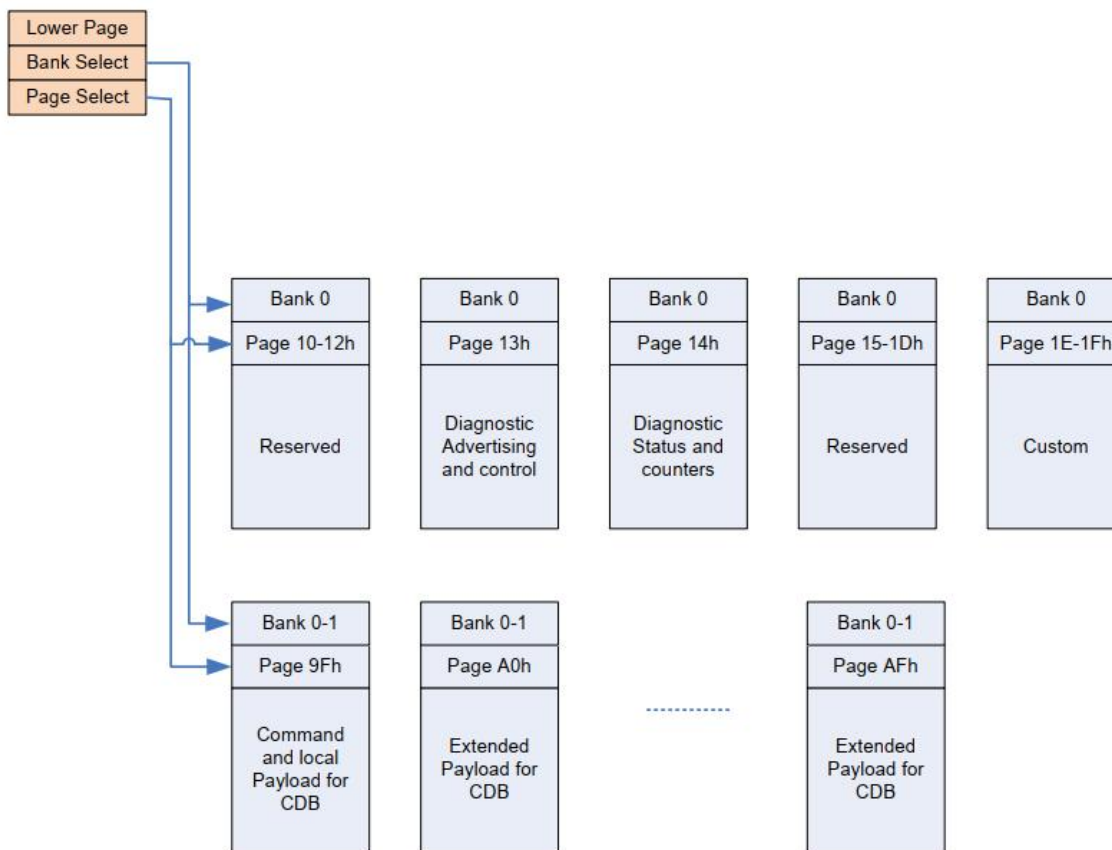 Lower Page
Bank Select
Page Select
Bank 0
Bank 0
Bank 0
Bank 0
Bank 0
Page 10-12h
Page 13h
Page 14h
Page 15-1Dh
Page 1E-1Fh
Reserved
Diagnostic
Advertising
and control
Diagnostic
Status and
counters
Reserved
Custom
Bank 0-1
Bank 0-1
Bank 0-1
Page 9Fh
Page A0h
Page AFh
Command
and local
Payload for
CDB
Extended
Payload for
CDB
Extended
Payload for
CDB